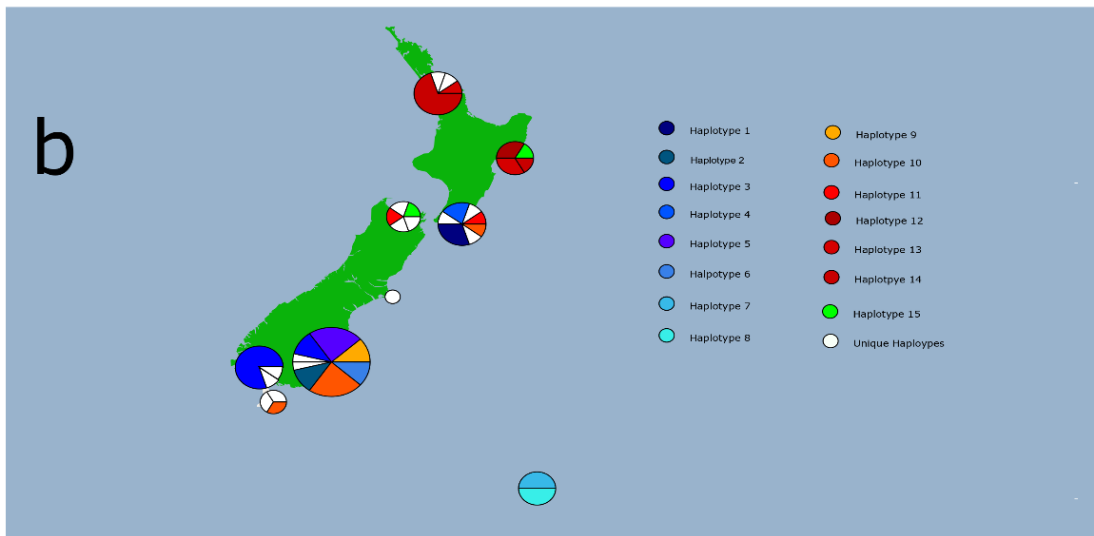 b
Haplotype 1
Haplotype 2
Haplotype 3
Haplotype 4
Haplotype 5
Halpotype 6
Haplotype 7
Haplotype 8
Haplotype 9
Haplotype 10
Haplotype 11
Haplotype 12
Haplotype 13
Haplotpye 14
Haplotype 15
Unique Haploypes